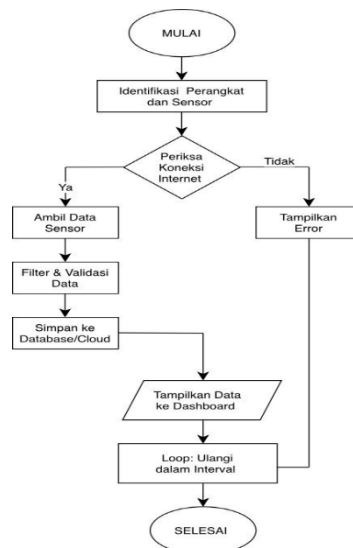 MULAI
Identifikasi Perangkat
dan Sensor
Periksa
Koneksi
Internet
Ya
Tidak
Ambil Data
Sensor
Tampilkan
Error
Filter & Validasi
Data
Simpan ke
Database/Cloud
Tampilkan Data
ke Dashboard
Loop: Ulangi
dalam Interval
SELESAI